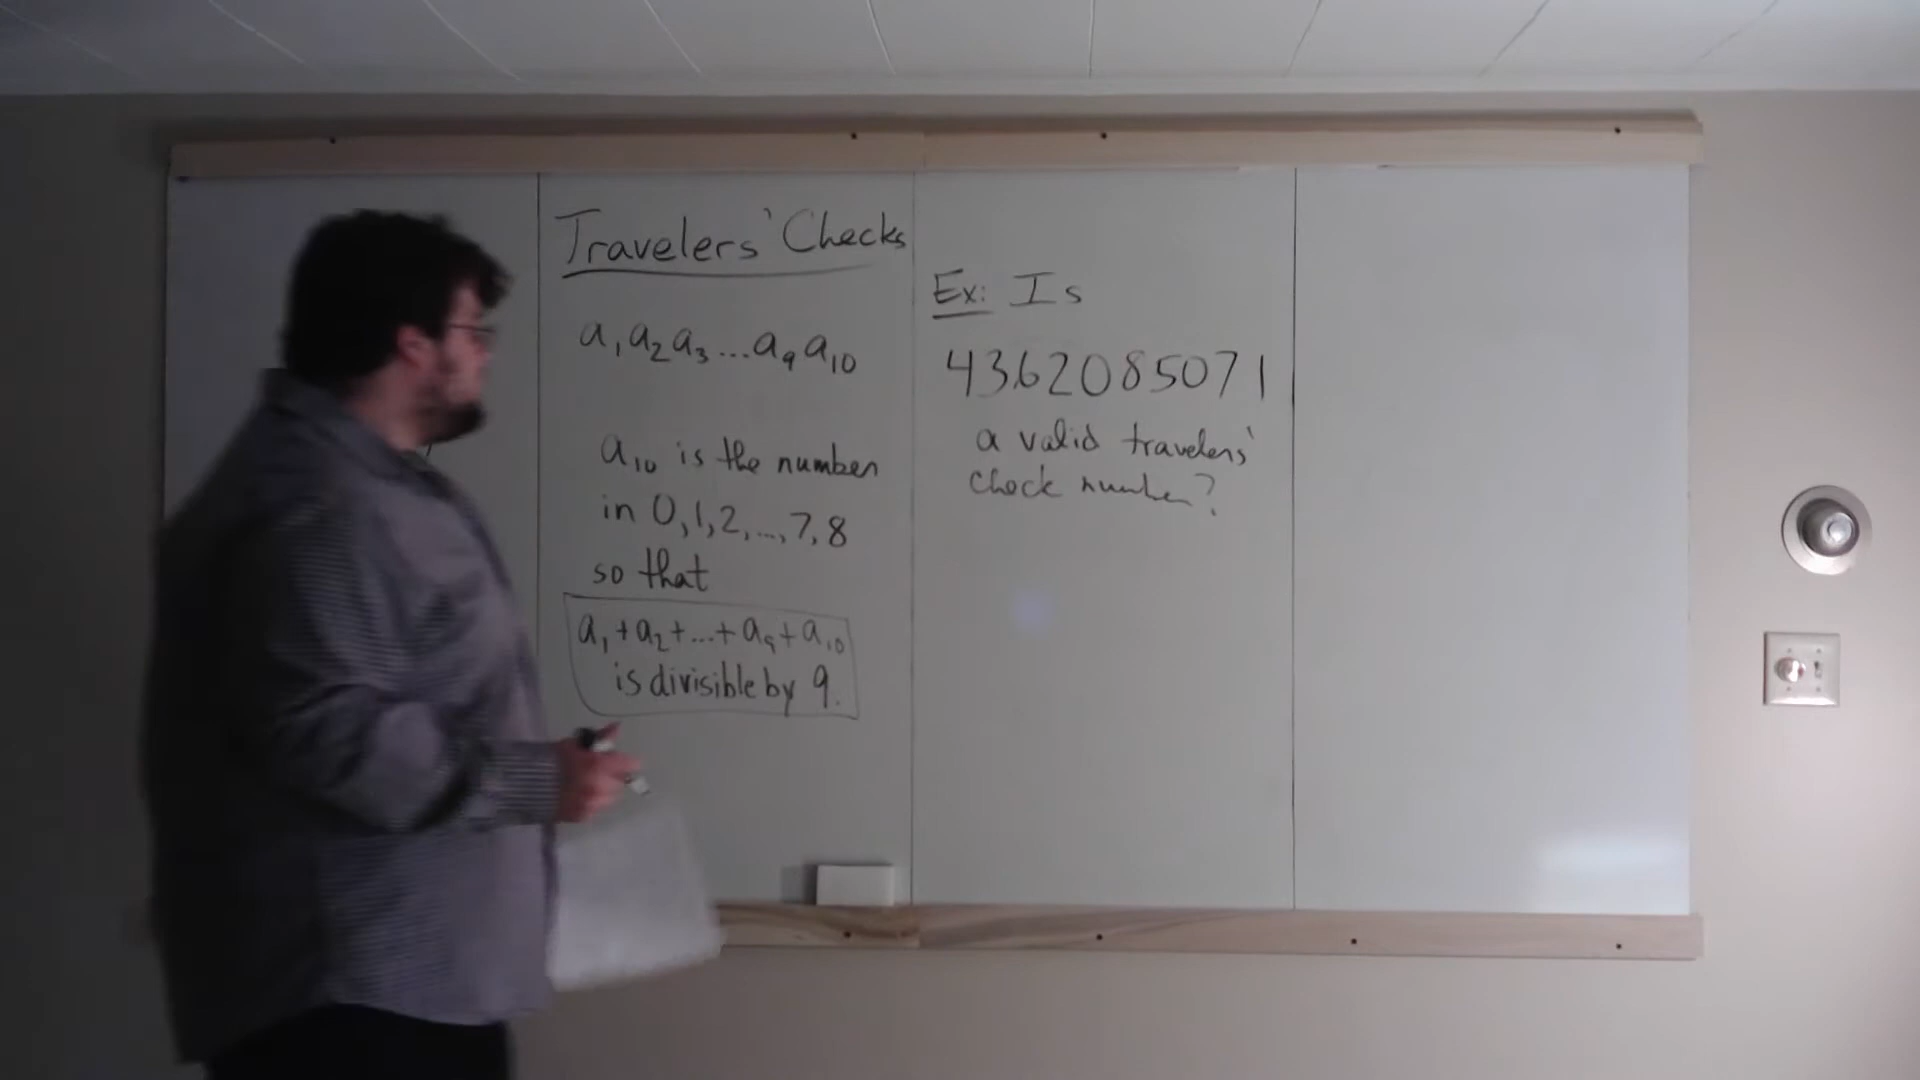 Travelers' Checks
a₁a₂a₃...a₉a₁₀
a₁₀ is the number
in 0,1,2,...,7,8
so that
a₁+a₂+...+a₉+a₁₀
is divisible by 9.
Ex: Is
4362085071
a valid travelers'
check number?